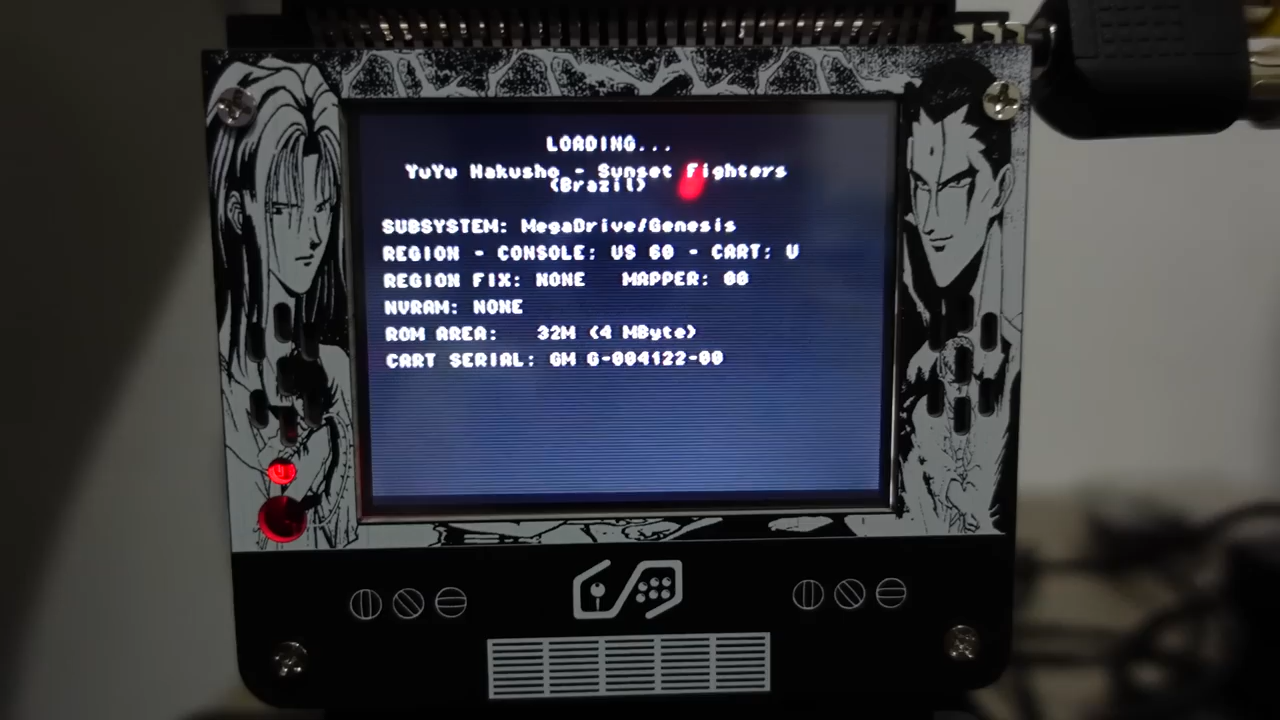 LOADING...
YuYu Hakusho - Sunset Fighters
(Brazil)
SUBSYSTEM: MegaDrive/Genesis
REGION - CONSOLE: US 60 - CART: U
REGION FIX: NONE MAPPER: 00
NVRAM: NONE
ROM AREA: 32M (4 MByte)
CART SERIAL: GM G-004122-00